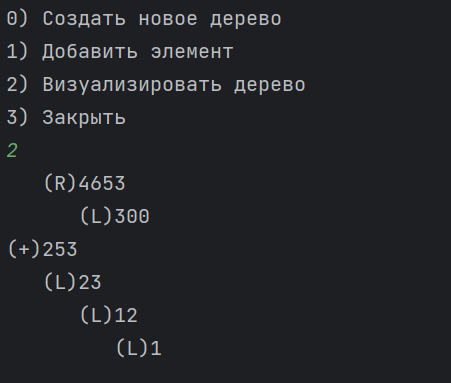 0) Создать новое дерево
1) Добавить элемент
2) Визуализировать дерево
3) Закрыть
2
(R)4653
(L)300
(+)253
(L)23
(L)12
(L)1